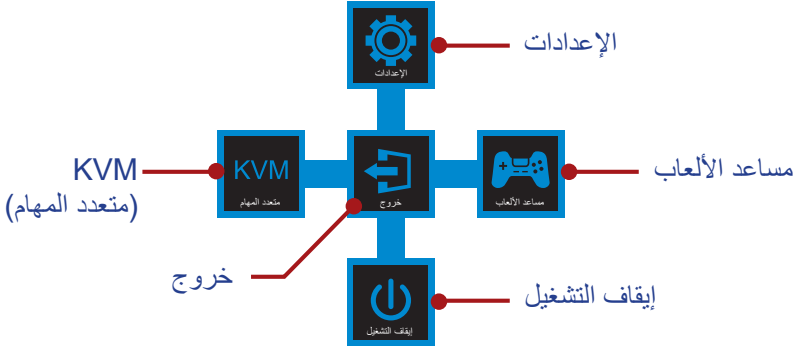 الإعدادات
الإعدادات
KVM
متعدد المهام
KVM
(متعدد المهام)
خروج
مساعد الألعاب
مساعد الألعاب
خروج
إيقاف التشغيل
إيقاف التشغيل